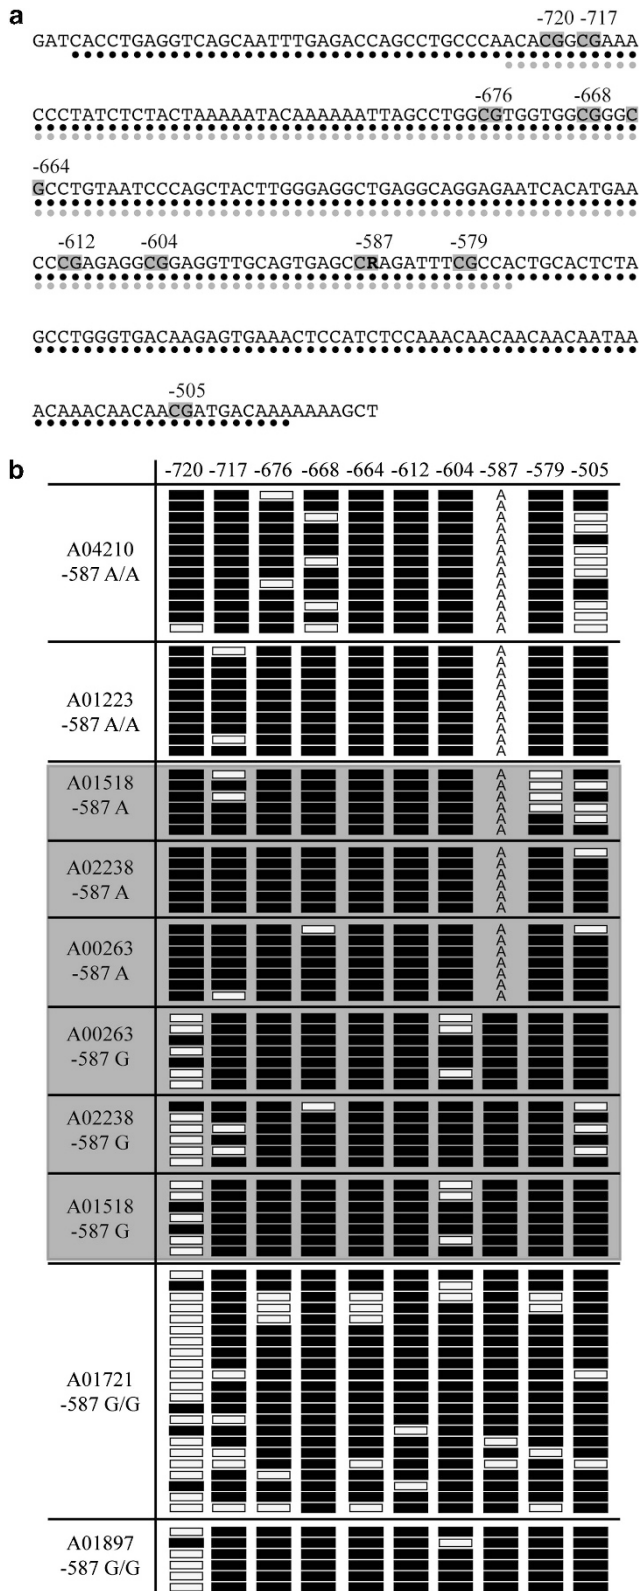 a
-720 -717
GATCACCTGAGGTCAGCAATTTGAGACCAGCCTGCCCAACACGGCGAAA
-676 -668
CCCTATCTCTACTAAAAATACAAAAAATTAGCCTGGCGTGGTGGCGGGC
-664
GCCTGTAATCCCAGCTACTTGGGAGGCTGAGGCAGGAGAATCACATGAA
-612 -604 -587 -579
CCCGAGAGGCGGAGGTTGCAGTGAGCCRAGATTTCGCCACTGCACTCTA
GCCTGGGTGACAAGAGTGAAACTCCATCTCCAAACAACAACAACAATAA
-505
ACAAACAACAACGATGACAAAAAAAGCT
b
-720 -717 -676 -668 -664 -612 -604 -587 -579 -505
A04210
-587 A/A
A
A
A
A
A
A
A
A
A
A
A
A
A
A01223
-587 A/A
A
A
A
A
A
A
A
A
A
A
A01518
-587 A
A
A
A
A
A
A
A02238
-587 A
A
A
A
A
A
A
A00263
-587 A
A
A
A
A
A
A
A
A00263
-587 G
A02238
-587 G
A01518
-587 G
A01721
-587 G/G
A01897
-587 G/G